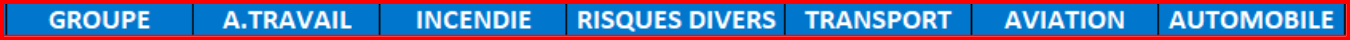 GROUPE A.TRAVAIL INCENDIE RISQUES DIVERS TRANSPORT AVIATION AUTOMOBILE